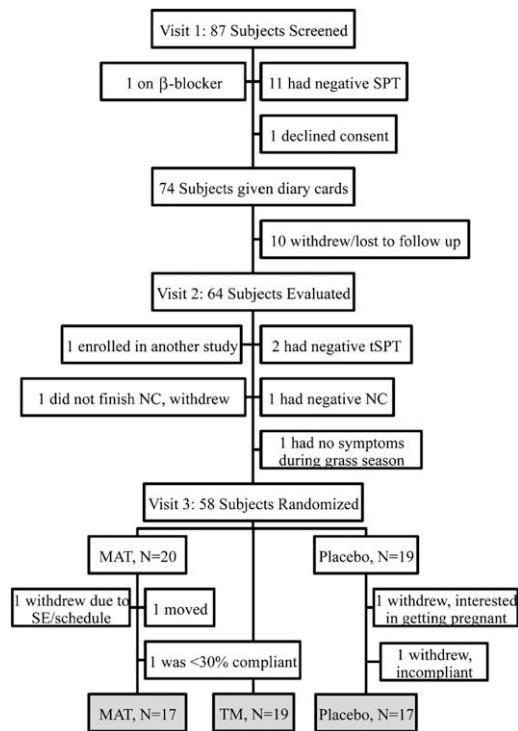 Visit 1: 87 Subjects Screened
1 on β-blocker
11 had negative SPT
1 declined consent
74 Subjects given diary cards
10 withdrew/lost to follow up
Visit 2: 64 Subjects Evaluated
1 enrolled in another study
2 had negative tSPT
1 did not finish NC, withdrew
1 had negative NC
1 had no symptoms
during grass season
Visit 3: 58 Subjects Randomized
MAT, N=20
Placebo, N=19
1 withdrew due to
SE/schedule
1 moved
1 withdrew, interested
in getting pregnant
1 was <30% compliant
1 withdrew,
incompliant
MAT, N=17
TM, N=19
Placebo, N=17